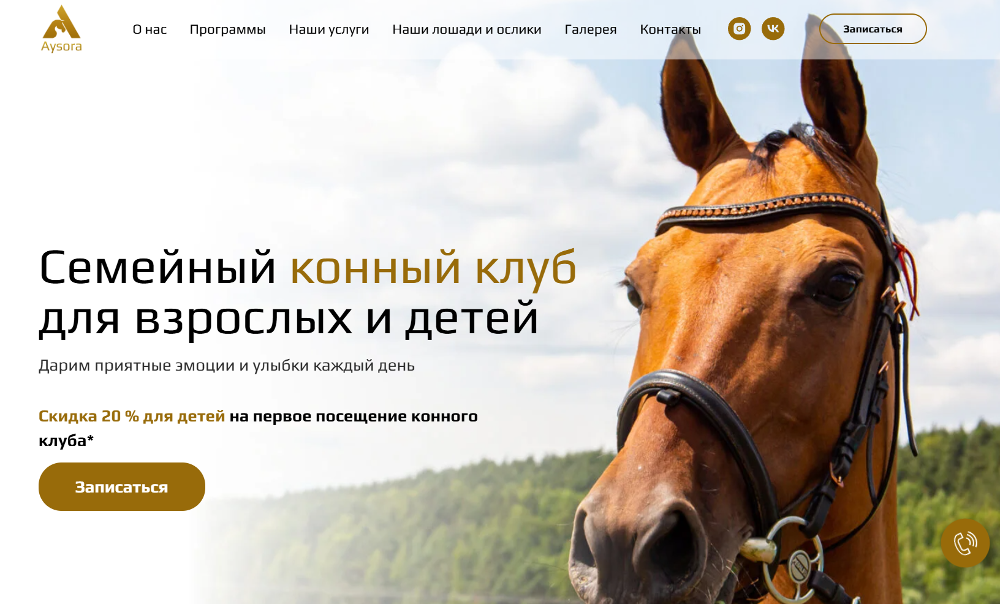 Aysora
О нас Программы Наши услуги Наши лошади и ослики Галерея Контакты Записаться
Семейный конный клуб
для взрослых и детей
Дарим приятные эмоции и улыбки каждый день
Скидка 20 % для детей на первое посещение конного
клуба*
Записаться